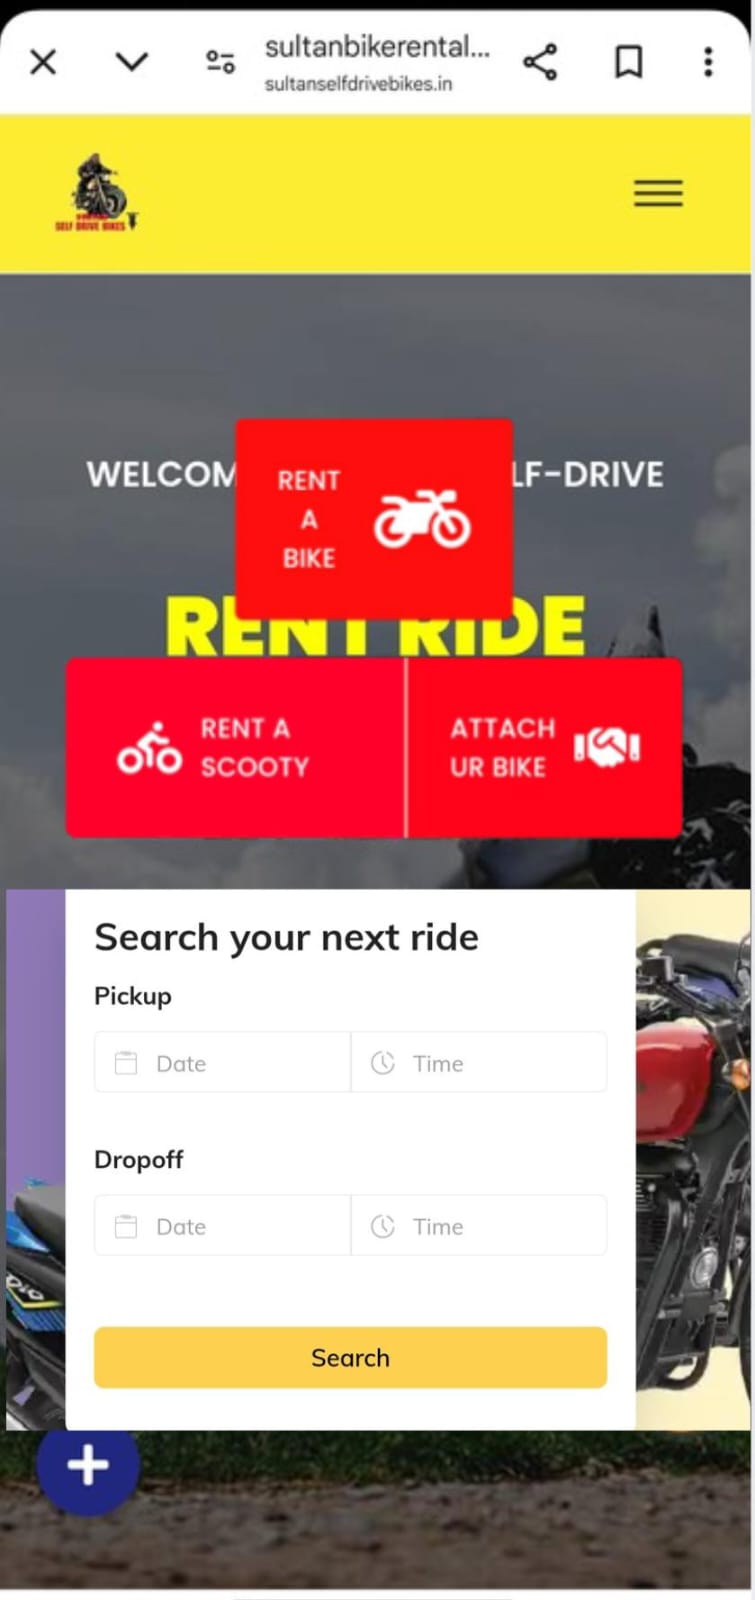 sultanbikerental...
sultanselfdrivebikes.in
SELF DRIVE BIKES
WELCOM
LF-DRIVE
RENT
A
BIKE
RENT RIDE
RENT A
SCOOTY
ATTACH
UR BIKE
Search your next ride
Pickup
Date
Time
Dropoff
Date
Time
Search